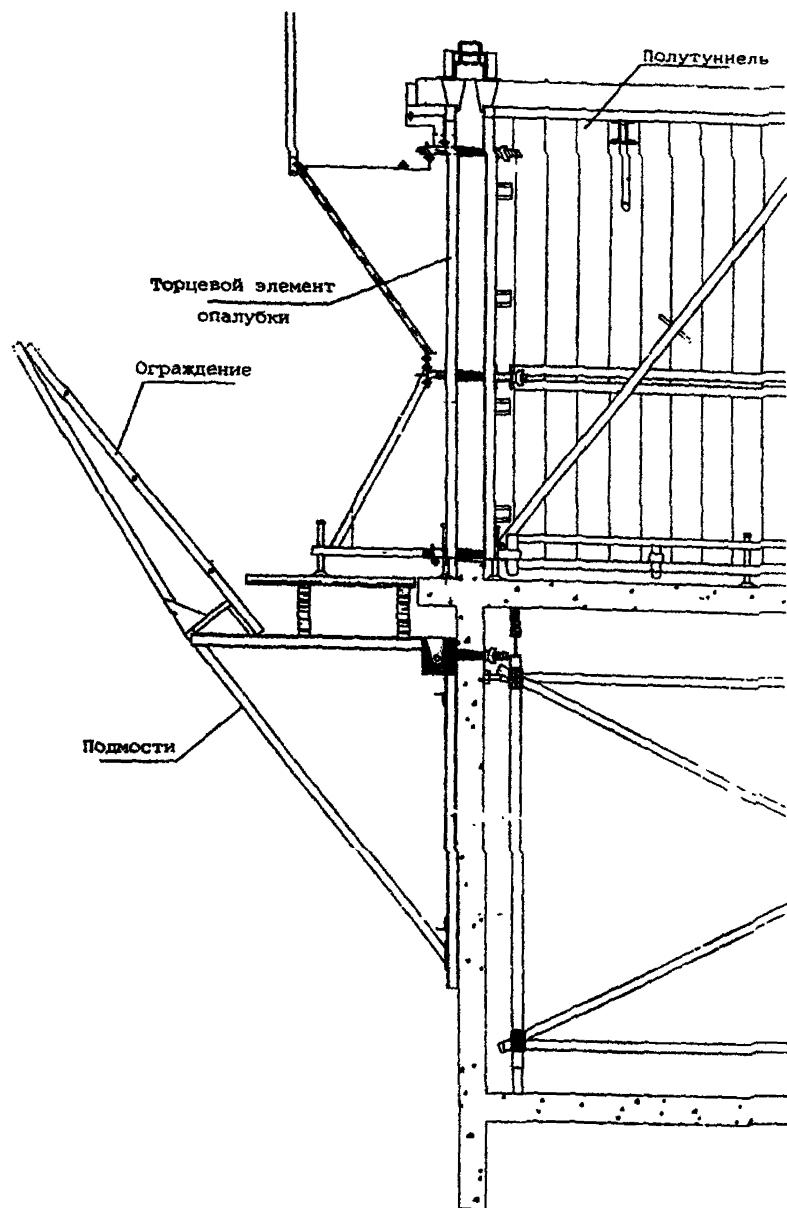 Полутуннель
Торцевой элемент
опалубки
Ограждение
Подмости